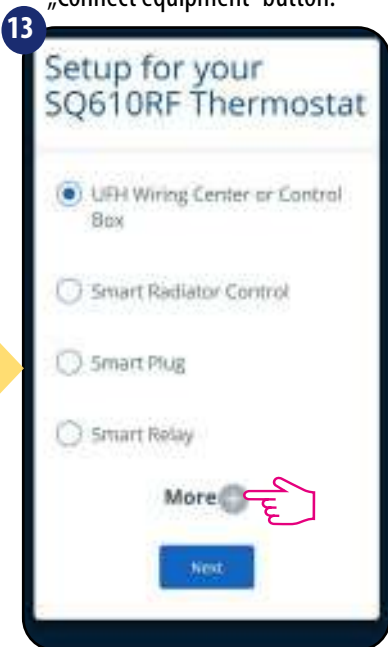 „Connect equipment" button.
13
Setup for your
SQ610RF Thermostat
UFH Wiring Center or Control
Box
Smart Radiator Control
Smart Plug
Smart Relay
More
Next